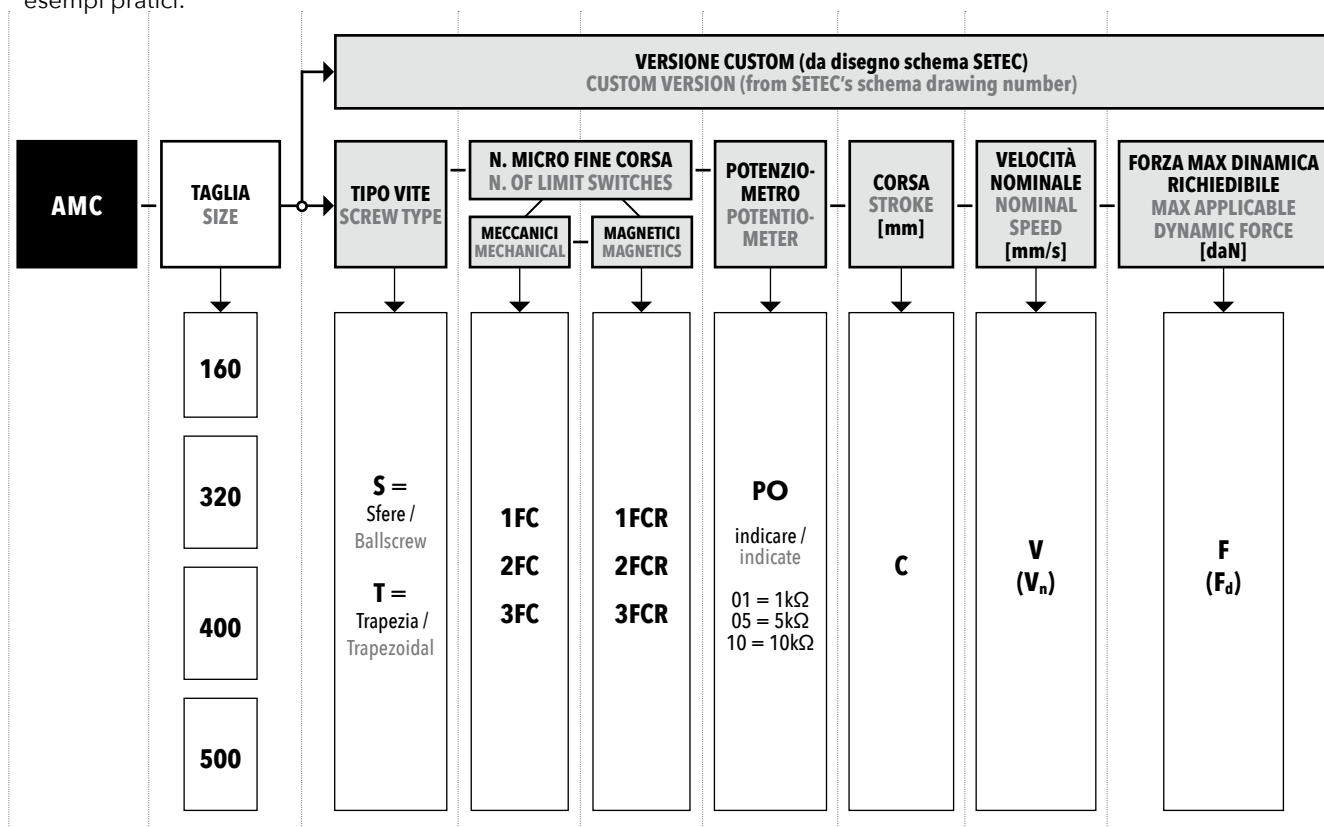 esempi pratici.
VERSIONE CUSTOM (da disegno schema SETEC)
CUSTOM VERSION (from SETEC's schema drawing number)
AMC
TAGLIA
SIZE
TIPO VITE
SCREW TYPE
N. MICRO FINE CORSA
N. OF LIMIT SWITCHES
MECCANICI
MECHANICAL
MAGNETICI
MAGNETICS
POTENZIO-
METRO
POTENTIO-
METER
CORSA
STROKE
[mm]
VELOCITÀ
NOMINALE
NOMINAL
SPEED
[mm/s]
FORZA MAX DINAMICA
RICHIEDIBILE
MAX APPLICABLE
DYNAMIC FORCE
[daN]
160
320
400
500
S =
Sfere /
Ballscrew
T =
Trapezia /
Trapezoidal
1FC
2FC
3FC
1FCR
2FCR
3FCR
PO
indicare /
indicate
01 = 1kΩ
05 = 5kΩ
10 = 10kΩ
C
V
(Vn)
F
(Fd)